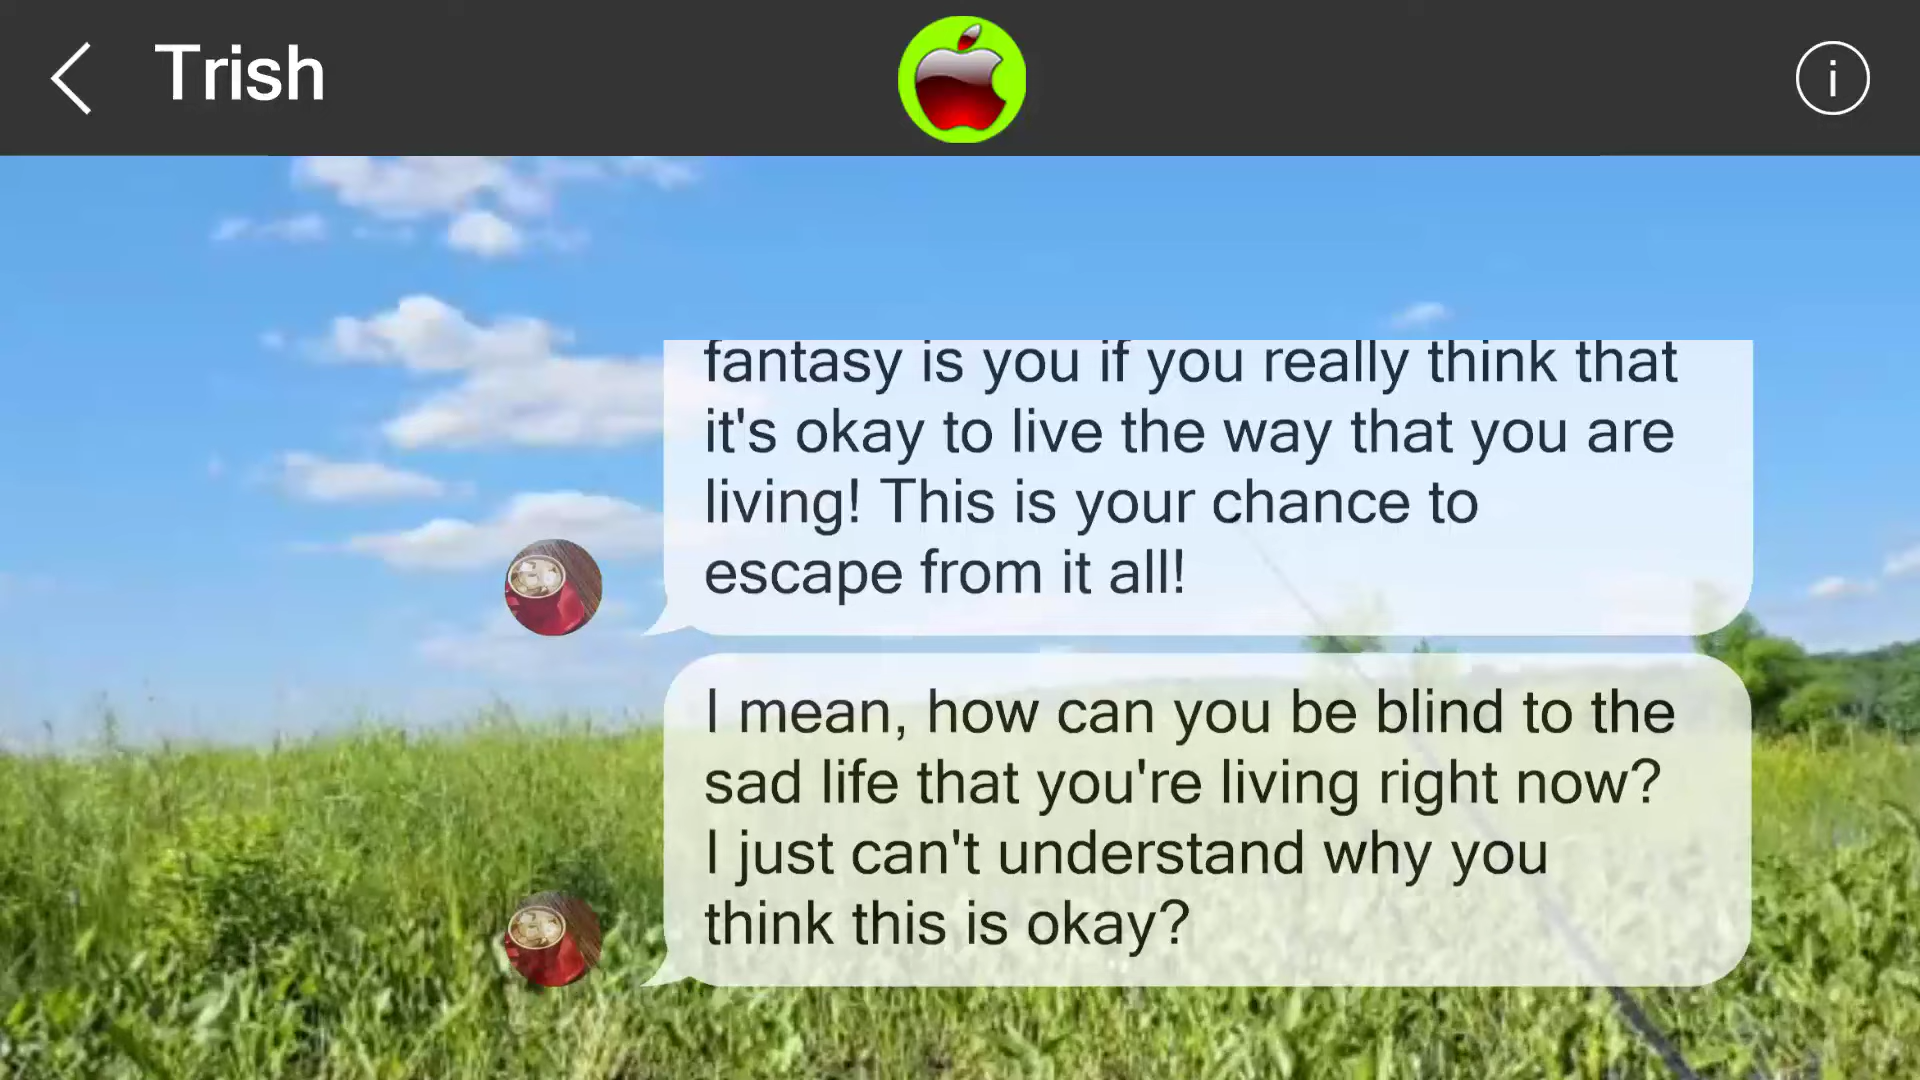 Trish
i
fantasy is you if you really think that
it's okay to live the way that you are
living! This is your chance to
escape from it all!
I mean, how can you be blind to the
sad life that you're living right now?
I just can't understand why you
think this is okay?